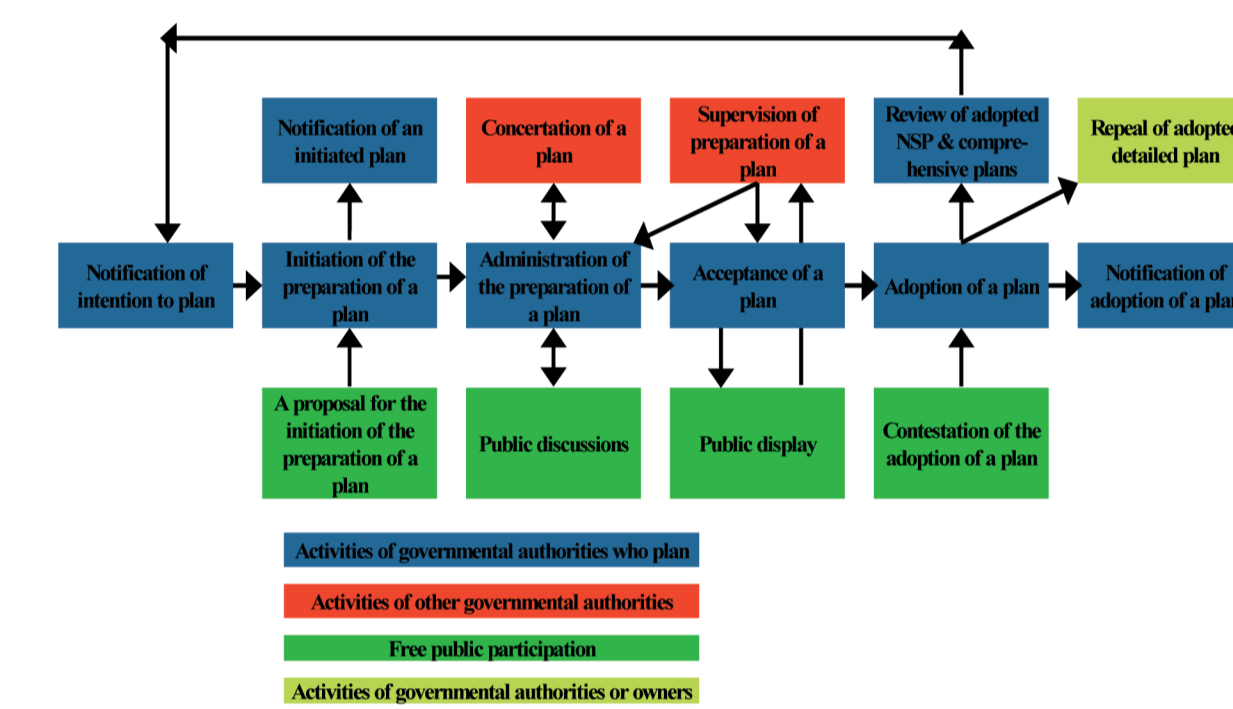 Notification of an
initiated plan
Concertation of a
plan
Supervision of
preparation of a
plan
Review of adopted
NSP & compre-
hensive plans
Repeal of adopted
detailed plan
Notification of
intention to plan
Initiation of the
preparation of a
plan
Administration of
the preparation of
a plan
Acceptance of a
plan
Adoption of a plan
Notification of
adoption of a plan
A proposal for the
initiation of the
preparation of a
plan
Public discussions
Public display
Contestation of the
adoption of a plan
Activities of governmental authorities who plan
Activities of other governmental authorities
Free public participation
Activities of governmental authorities or owners